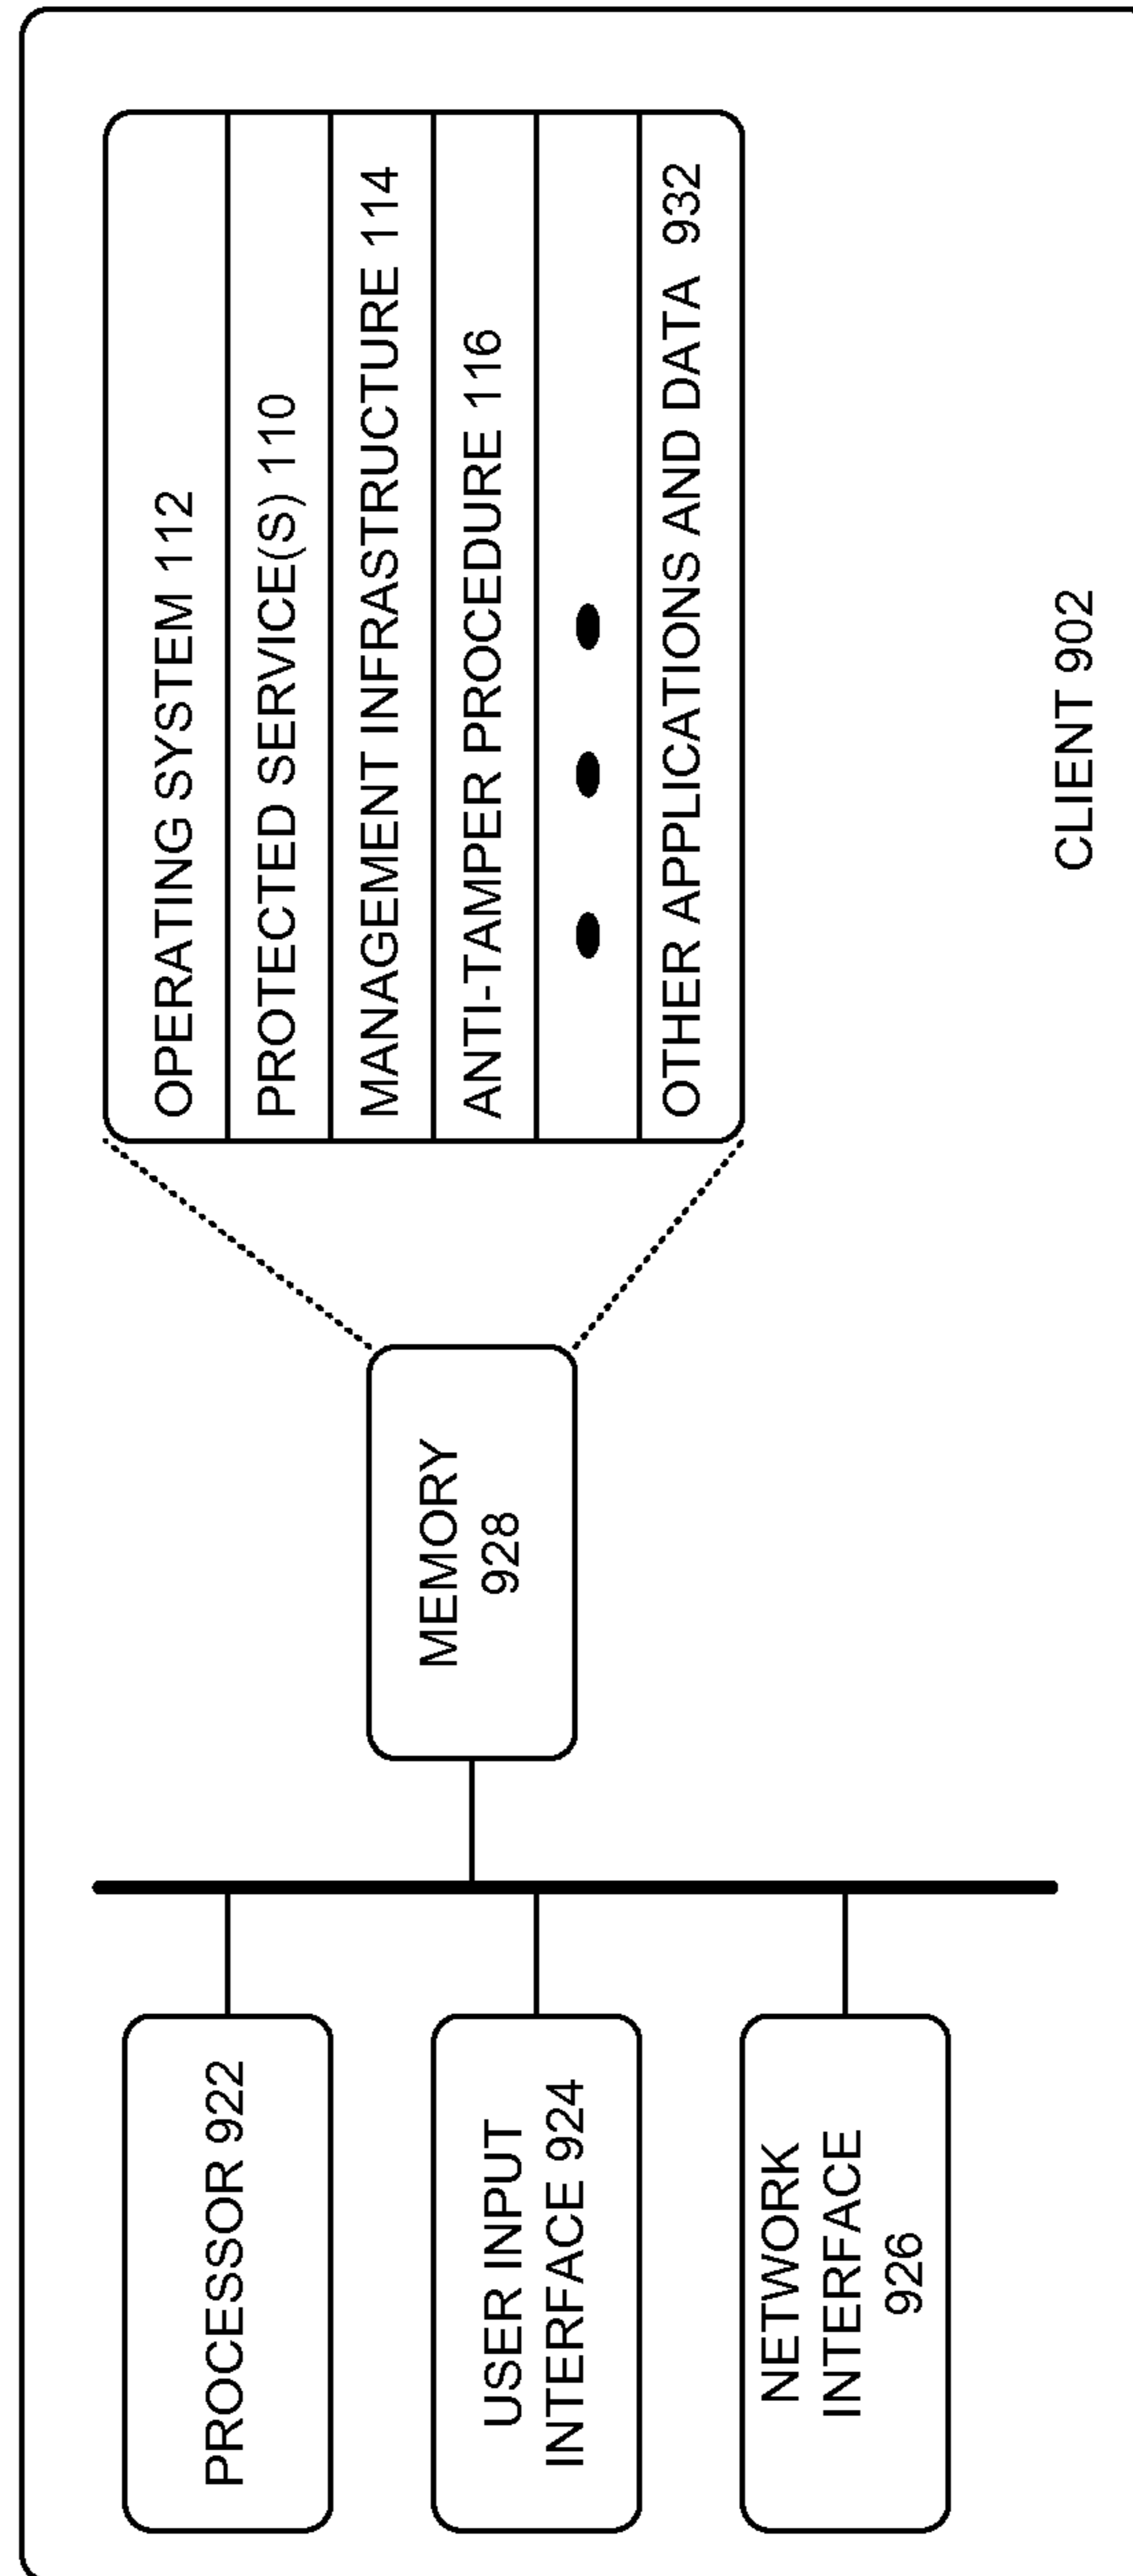 PROCESSOR 922
USER INPUT
INTERFACE 924
NETWORK
INTERFACE
926
MEMORY
928
OPERATING SYSTEM 112
PROTECTED SERVICE(S) 110
MANAGEMENT INFRASTRUCTURE 114
ANTI-TAMPER PROCEDURE 116
OTHER APPLICATIONS AND DATA 932
CLIENT 902